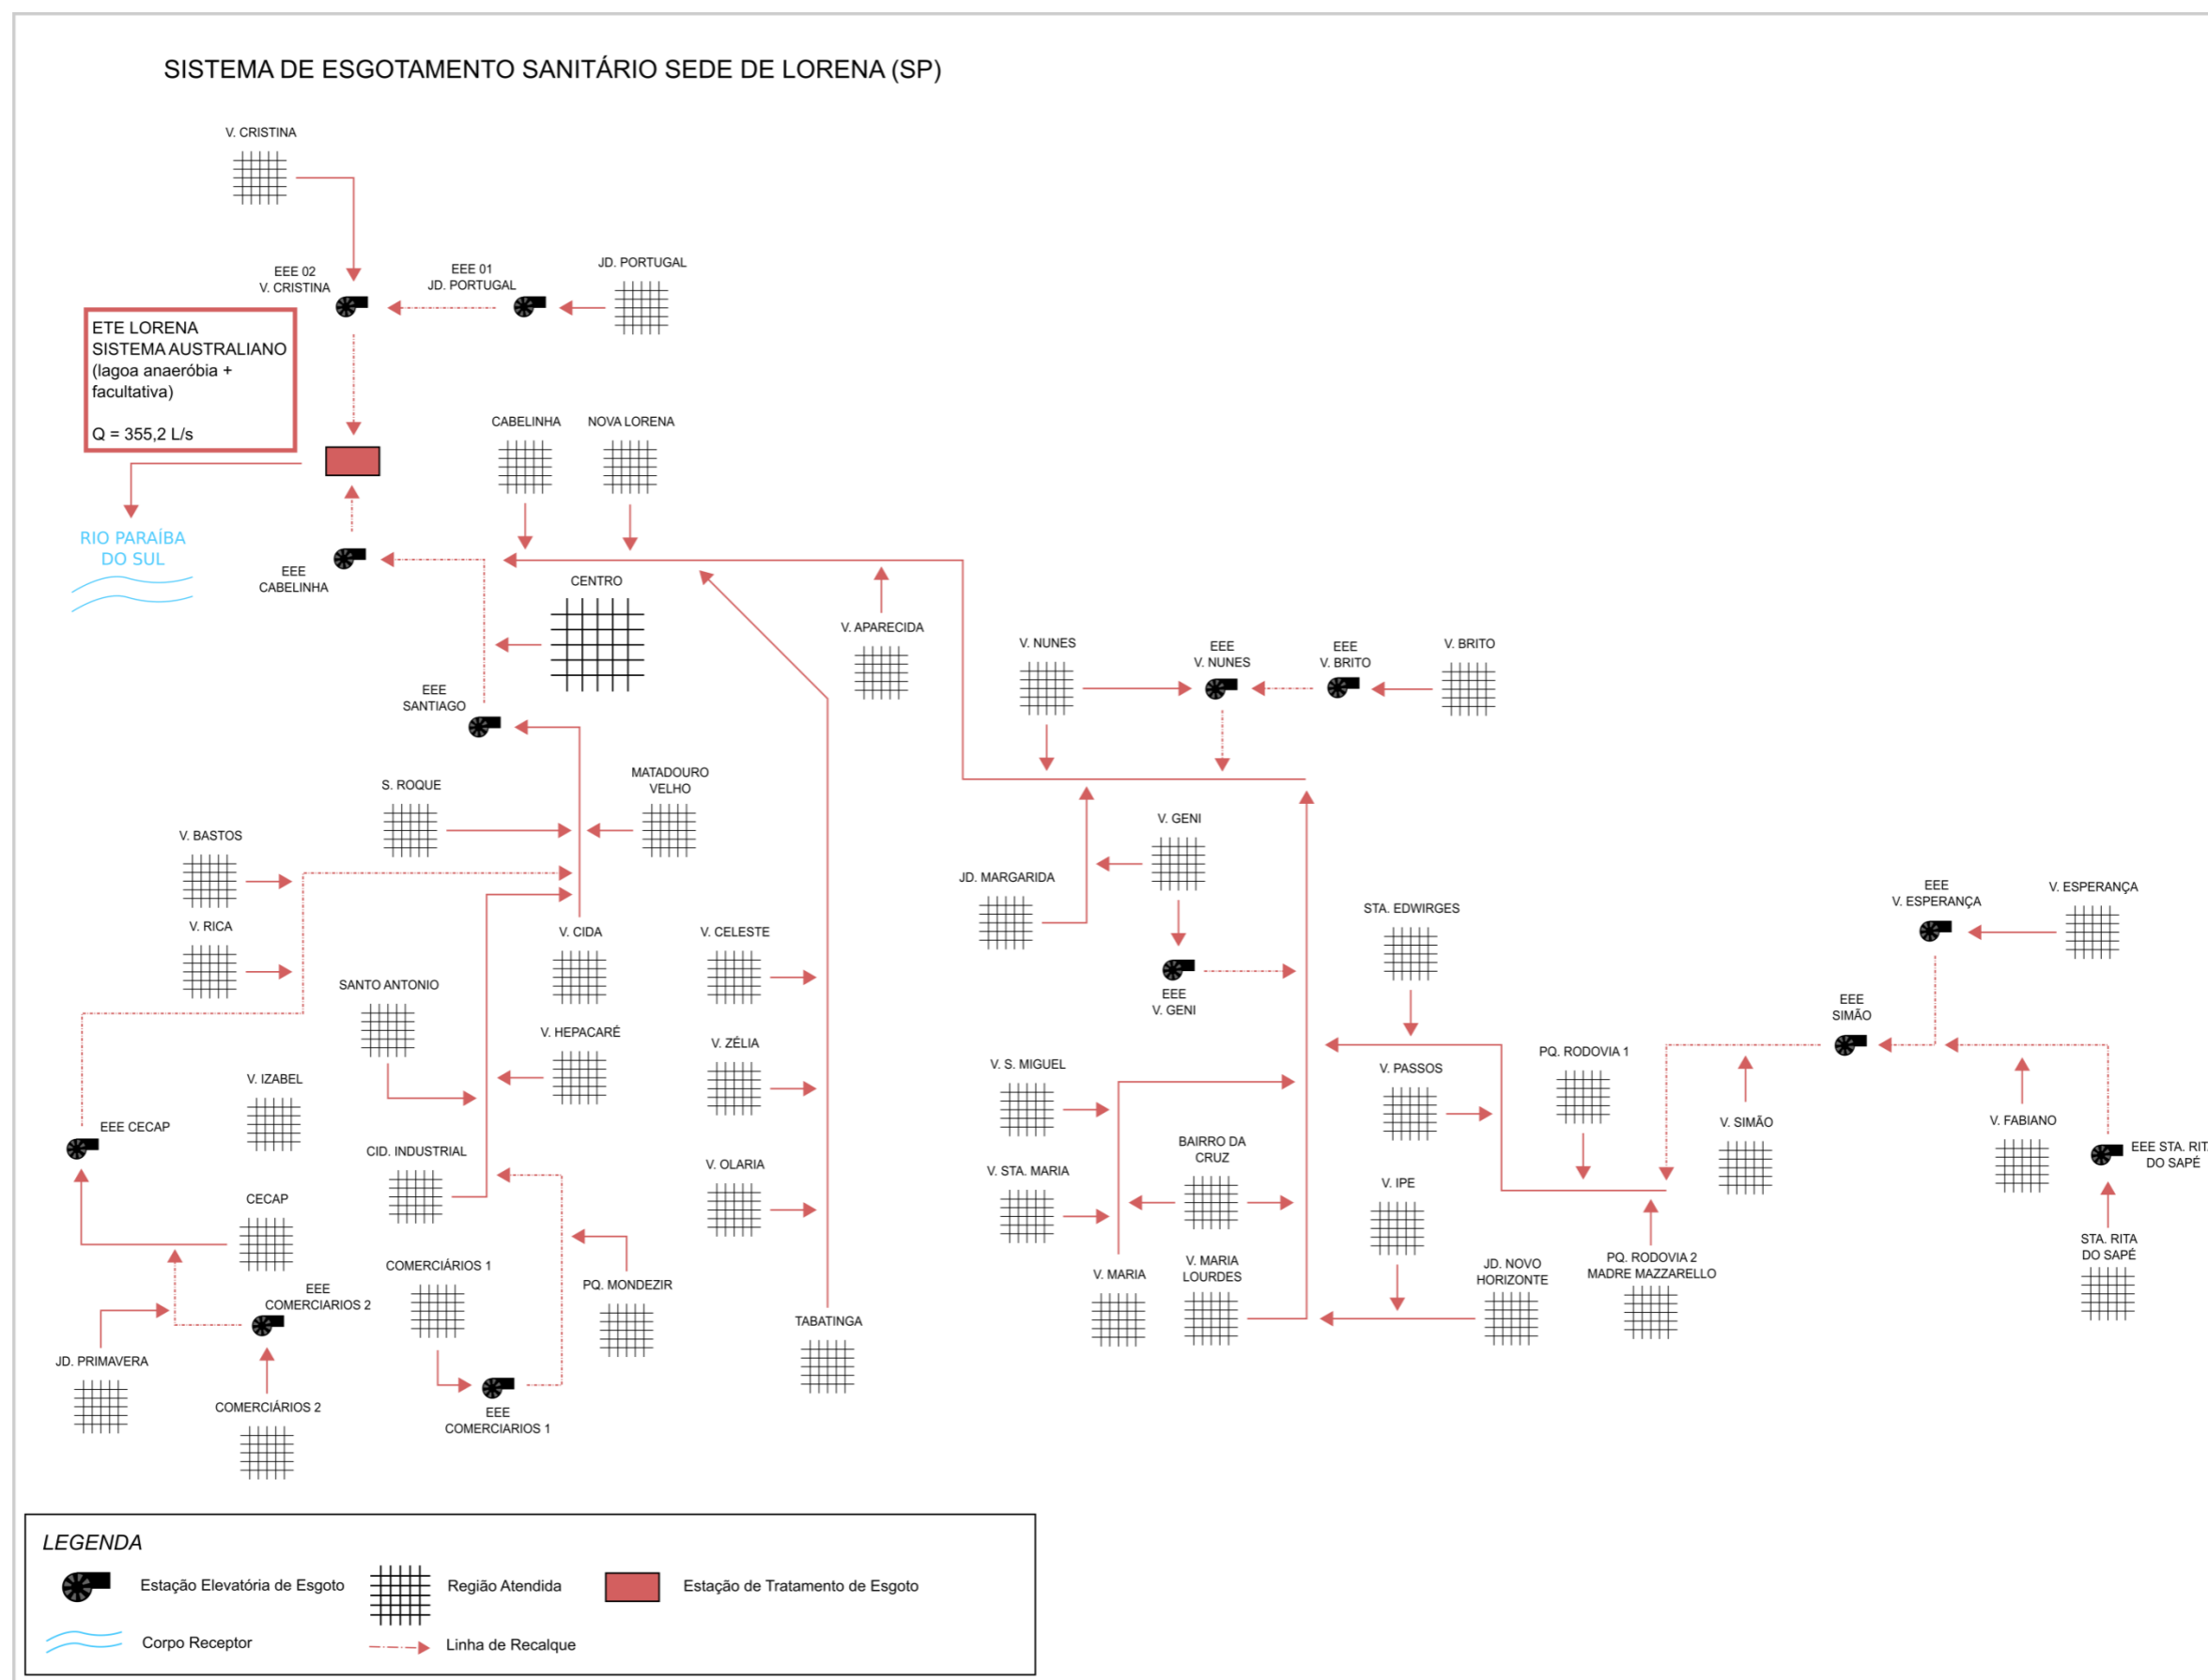 SISTEMA DE ESGOTAMENTO SANITÁRIO SEDE DE LORENA (SP)
V. CRISTINA
EEE 02
V. CRISTINA
EEE 01
JD. PORTUGAL
JD. PORTUGAL
ETE LORENA
SISTEMA AUSTRALIANO
(lagoa anaeróbia +
facultativa)
Q = 355,2 L/s
CABELINHA
NOVA LORENA
RIO PARAÍBA
DO SUL
EEE
CABELINHA
CENTRO
V. APARECIDA
V. NUNES
EEE
V. NUNES
EEE
V. BRITO
V. BRITO
EEE
SANTIAGO
S. ROQUE
MATADOURO
VELHO
V. BASTOS
V. GENI
JD. MARGARIDA
V. RICA
V. CIDA
V. CELESTE
STA. EDWIRGES
EEE
V. ESPERANÇA
V. ESPERANÇA
SANTO ANTONIO
EEE
V. GENI
EEE
SIMÃO
V. HEPACARÉ
V. ZÉLIA
V. S. MIGUEL
V. PASSOS
PQ. RODOVIA 1
V. IZABEL
EEE CECAP
V. SIMÃO
V. FABIANO
EEE STA. RITA
DO SAPÉ
CID. INDUSTRIAL
V. OLARIA
V. STA. MARIA
BAIRRO DA
CRUZ
V. IPE
CECAP
COMERCIÁRIOS 1
PQ. MONDEZIR
V. MARIA
V. MARIA
LOURDES
JD. NOVO
HORIZONTE
PQ. RODOVIA 2
MADRE MAZZARELLO
STA. RITA
DO SAPÉ
EEE
COMERCIARIOS 2
TABATINGA
JD. PRIMAVERA
COMERCIÁRIOS 2
EEE
COMERCIARIOS 1
LEGENDA
Estação Elevatória de Esgoto
Região Atendida
Estação de Tratamento de Esgoto
Corpo Receptor
Linha de Recalque